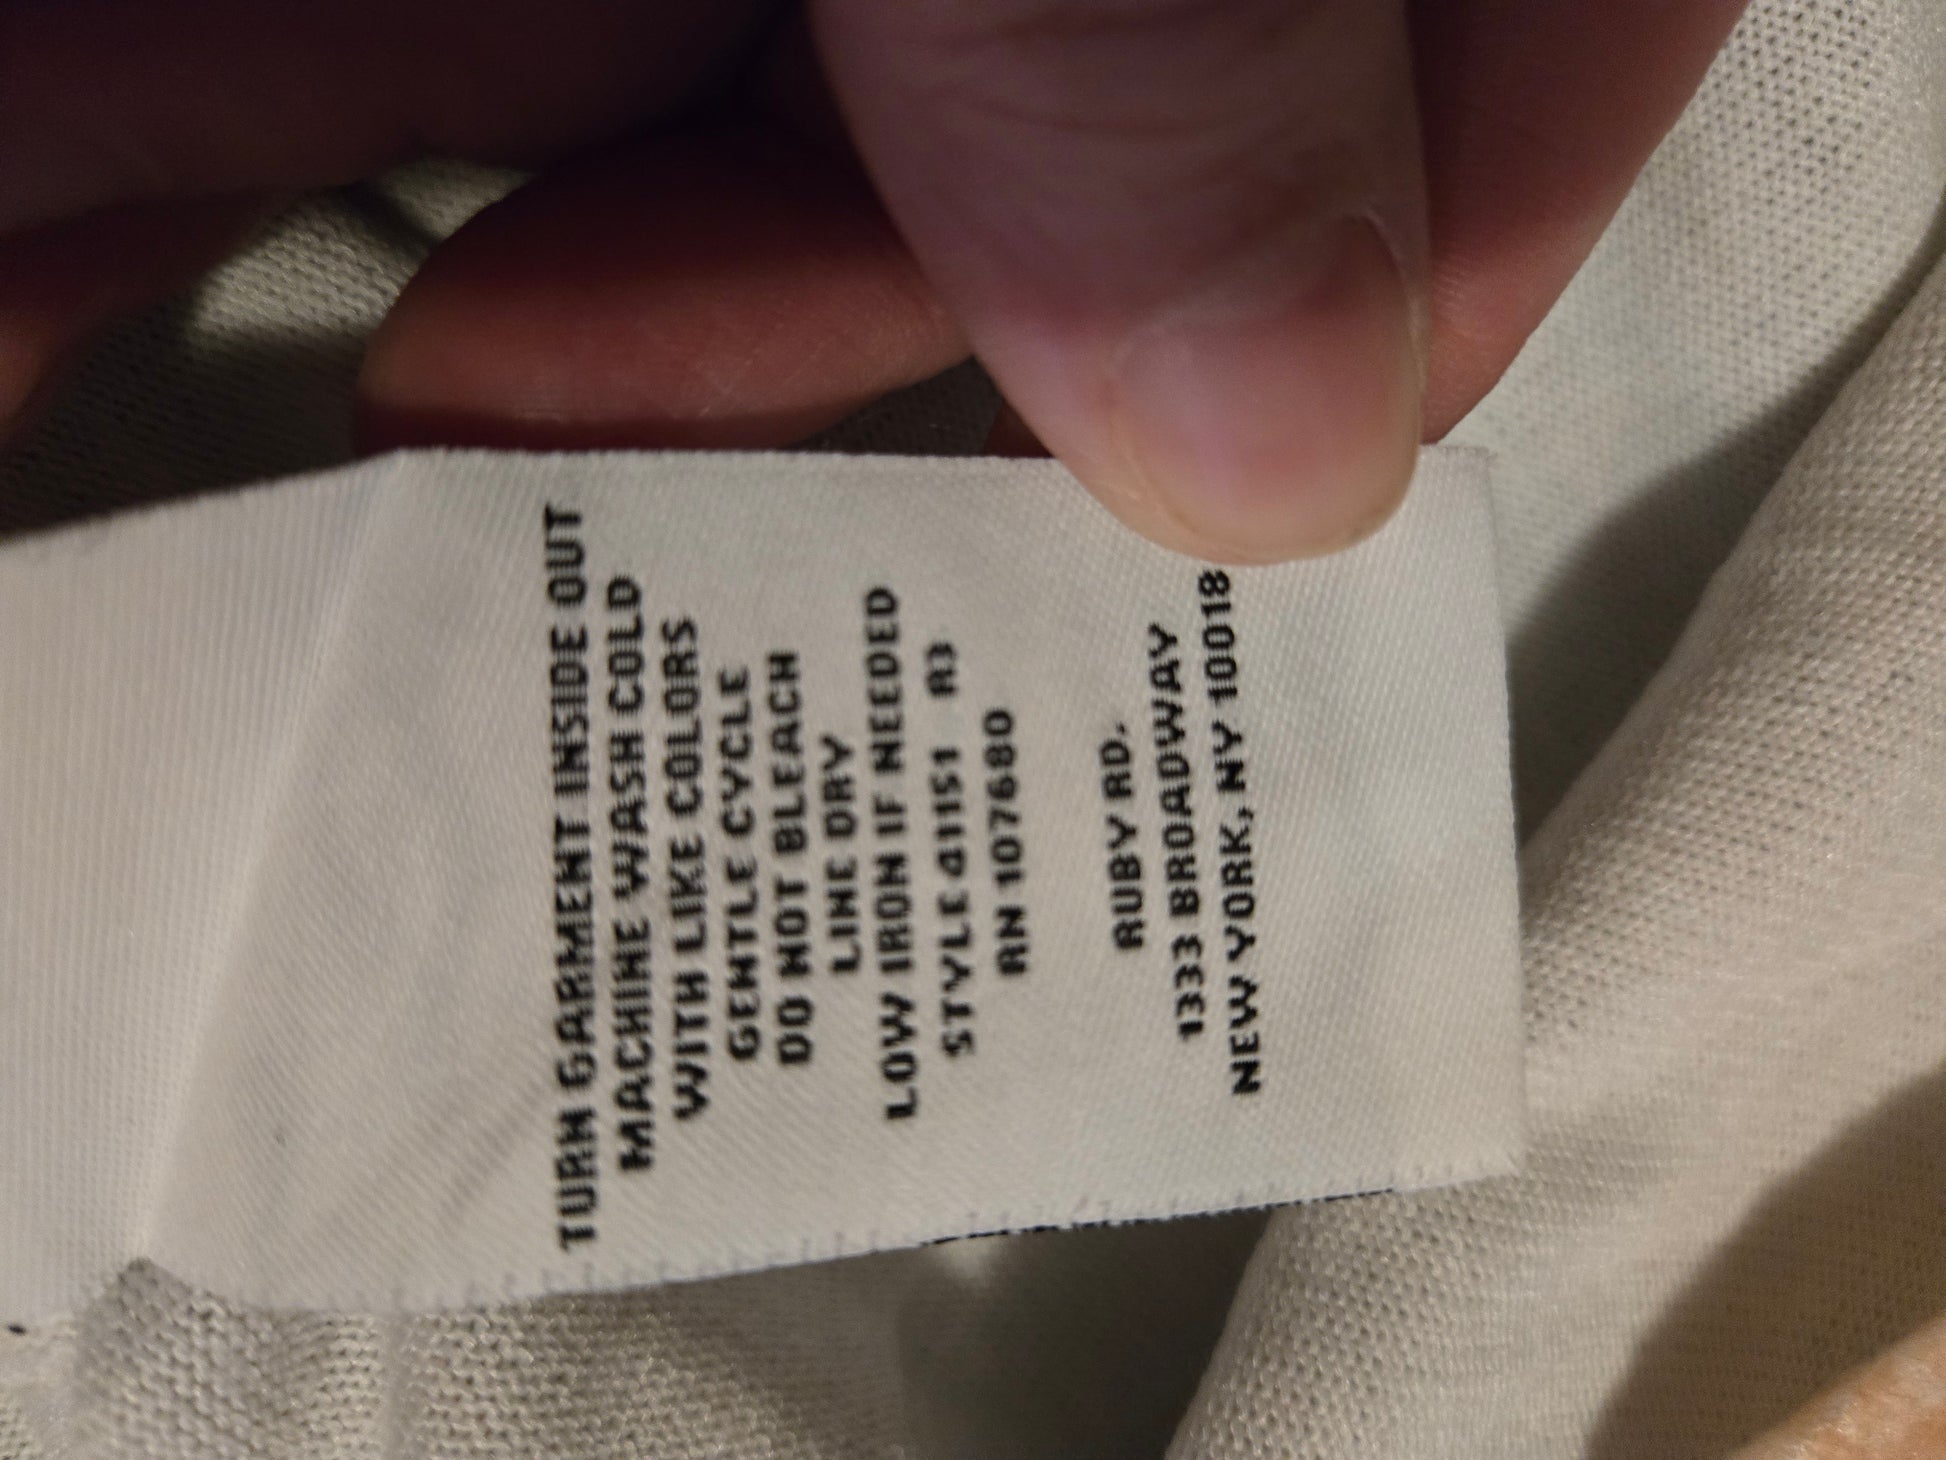 TURN GARMENT INSIDE OUT
MACHINE WASH COLD
WITH LIKE COLORS
GENTLE CYCLE
DO NOT BLEACH
LINE DRY
LOW IRON IF NEEDED
STYLE 41151 R3
RN 107680
RUBY RD.
1333 BROADWAY
NEW YORK, NY 10018